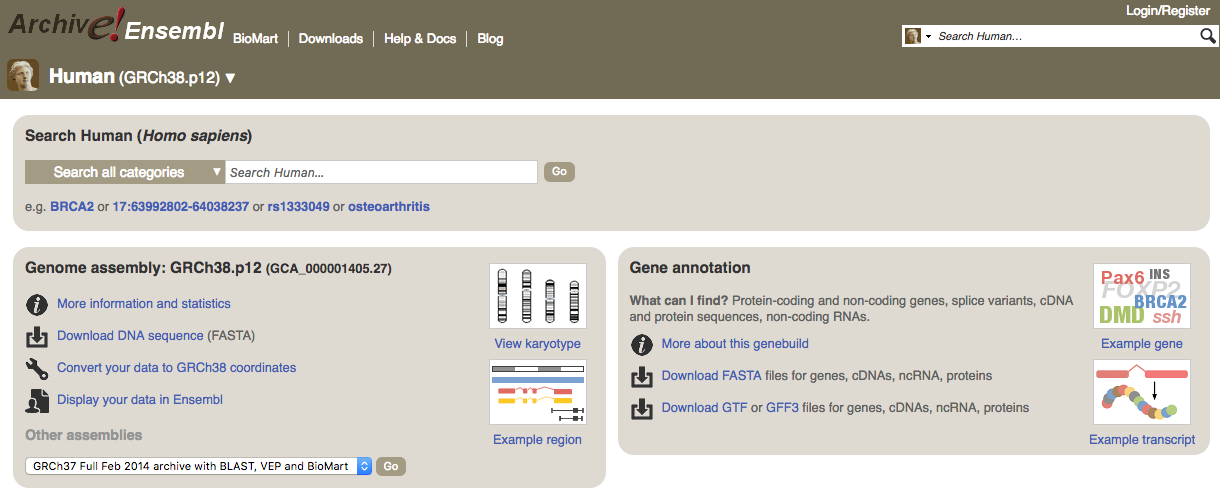 Login/Register
Archive! Ensembl BioMart Downloads Help & Docs Blog
Search Human...
Human (GRCh38.p12) ▼
Search Human (Homo sapiens)
Search all categories ▼ Search Human... Go
e.g. BRCA2 or 17:63992802-64038237 or rs1333049 or osteoarthritis
Genome assembly: GRCh38.p12 (GCA_000001405.27)
More information and statistics
Download DNA sequence (FASTA)
Convert your data to GRCh38 coordinates
Display your data in Ensembl
Other assemblies
GRCh37 Full Feb 2014 archive with BLAST, VEP and BioMart Go
View karyotype
Example region
Gene annotation
What can I find? Protein-coding and non-coding genes, splice variants, cDNA
and protein sequences, non-coding RNAs.
More about this genebuild
Download FASTA files for genes, cDNAs, ncRNA, proteins
Download GTF or GFF3 files for genes, cDNAs, ncRNA, proteins
Pax6 INS
FOXP2
BRCA2
DMD ssh
Example gene
Example transcript